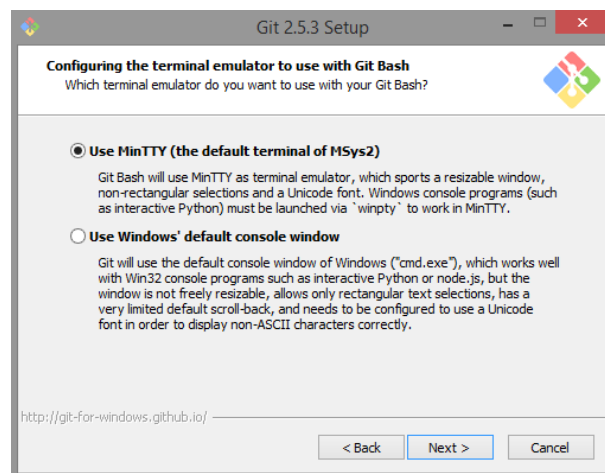 Git 2.5.3 Setup
Configuring the terminal emulator to use with Git Bash
Which terminal emulator do you want to use with your Git Bash?
Use MinTTY (the default terminal of MSys2)
Git Bash will use MinTTY as terminal emulator, which sports a resizable window,
non-rectangular selections and a Unicode font. Windows console programs (such
as interactive Python) must be launched via `winpty` to work in MinTTY.
Use Windows' default console window
Git will use the default console window of Windows ("cmd.exe"), which works well
with Win32 console programs such as interactive Python or node.js, but the
window is not freely resizable, allows only rectangular text selections, has a
very limited default scroll-back, and needs to be configured to use a Unicode
font in order to display non-ASCII characters correctly.
http://git-for-windows.github.io/
< Back Next > Cancel